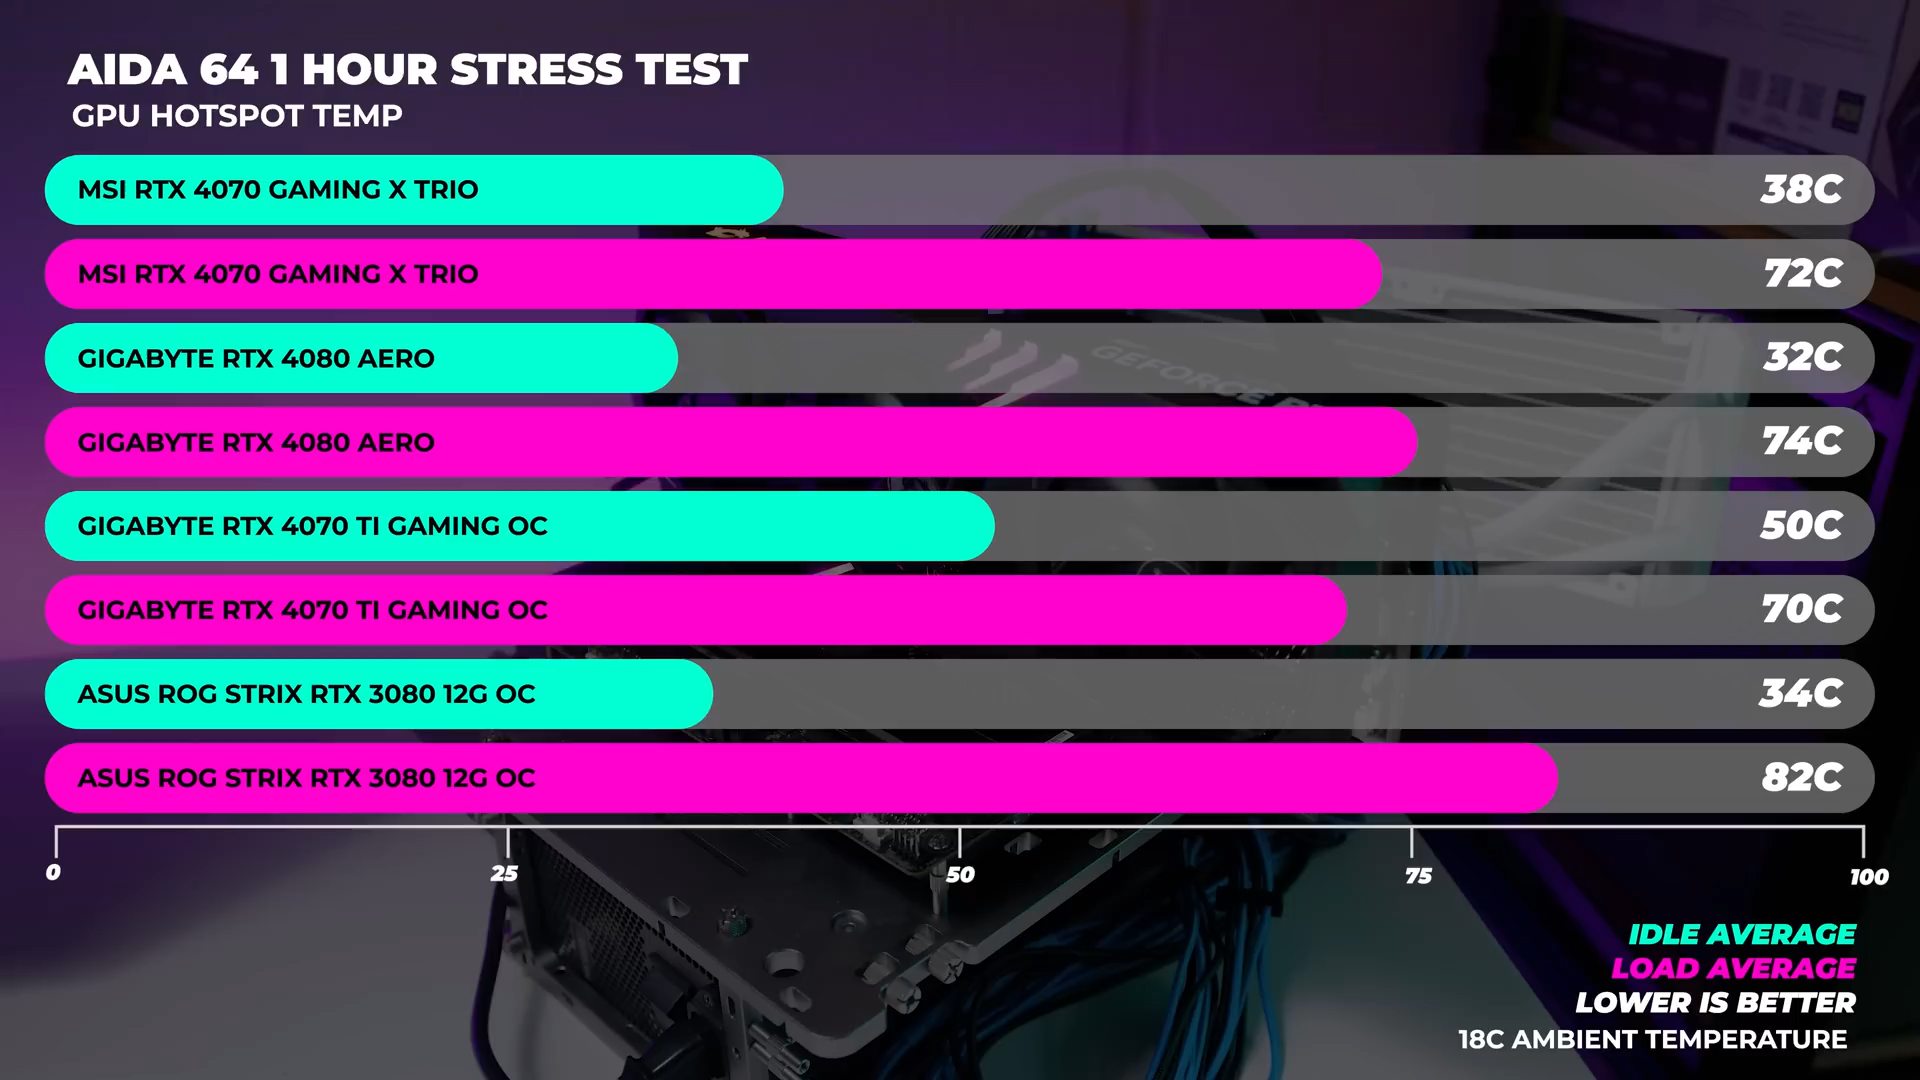 AIDA 64 1 HOUR STRESS TEST
GPU HOTSPOT TEMP
MSI RTX 4070 GAMING X TRIO 38C
MSI RTX 4070 GAMING X TRIO 72C
GIGABYTE RTX 4080 AERO 32C
GEFORCE
GIGABYTE RTX 4080 AERO 74C
GIGABYTE RTX 4070 TI GAMING OC 50C
GIGABYTE RTX 4070 TI GAMING OC 70C
ASUS ROG STRIX RTX 3080 12G OC 34C
ASUS ROG STRIX RTX 3080 12G OC 82C
0 25 50 75 100
IDLE AVERAGE
LOAD AVERAGE
LOWER IS BETTER
18C AMBIENT TEMPERATURE